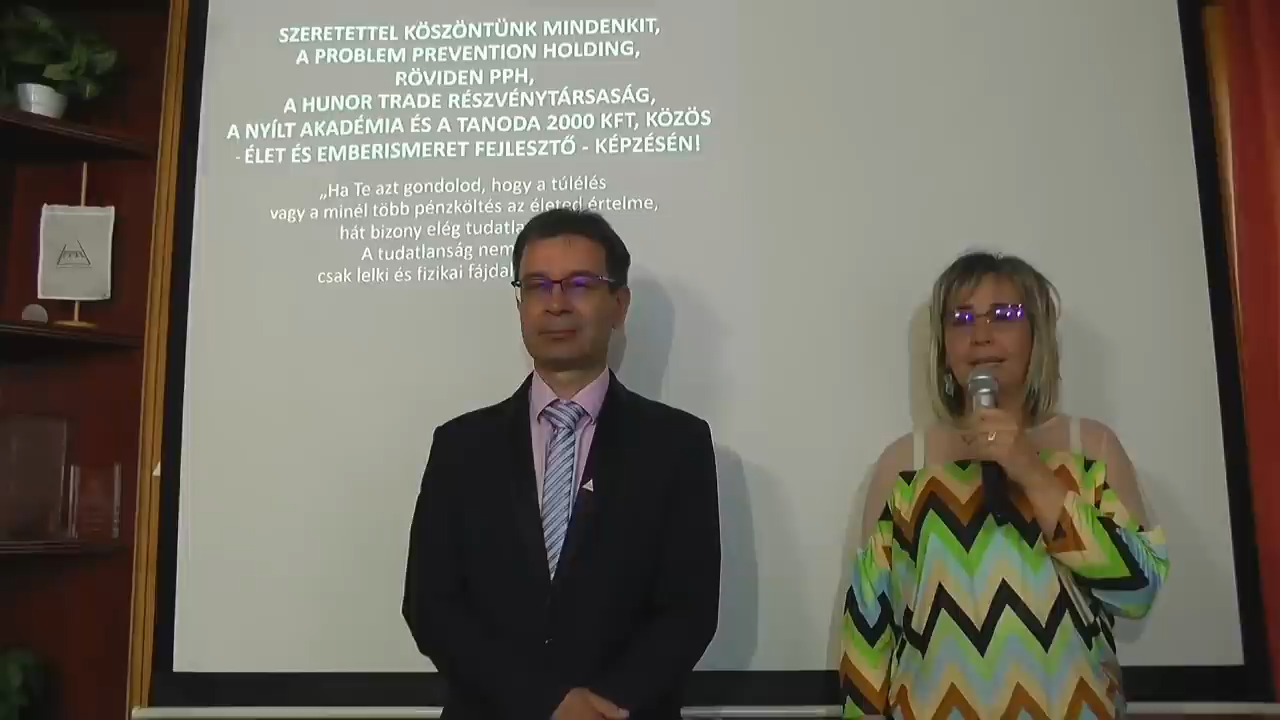 SZERETETTEL KÖSZÖNTÜNK MINDENKIT,
A PROBLEM PREVENTION HOLDING,
RÖVIDEN PPH,
A HUNOR TRADE RÉSZVÉNYTÁRSASÁG,
A NYÍLT AKADÉMIA ÉS A TANODA 2000 KFT, KÖZÖS
- ÉLET ÉS EMBERISMERET FEJLESZTŐ - KÉPZÉSÉN!
„Ha Te azt gondolod, hogy a túlélés
vagy a minél több pénzköltés az életed értelme,
hát bizony elég
A tudatlanság nem
csak lelki és fizikai